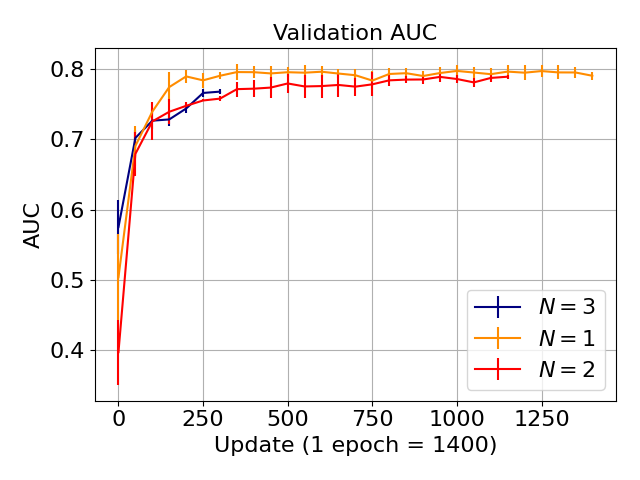 Validation AUC
AUC
0.8
0.7
0.6
0.5
0.4
N = 3
N = 1
N = 2
0 250 500 750 1000 1250
Update (1 epoch = 1400)